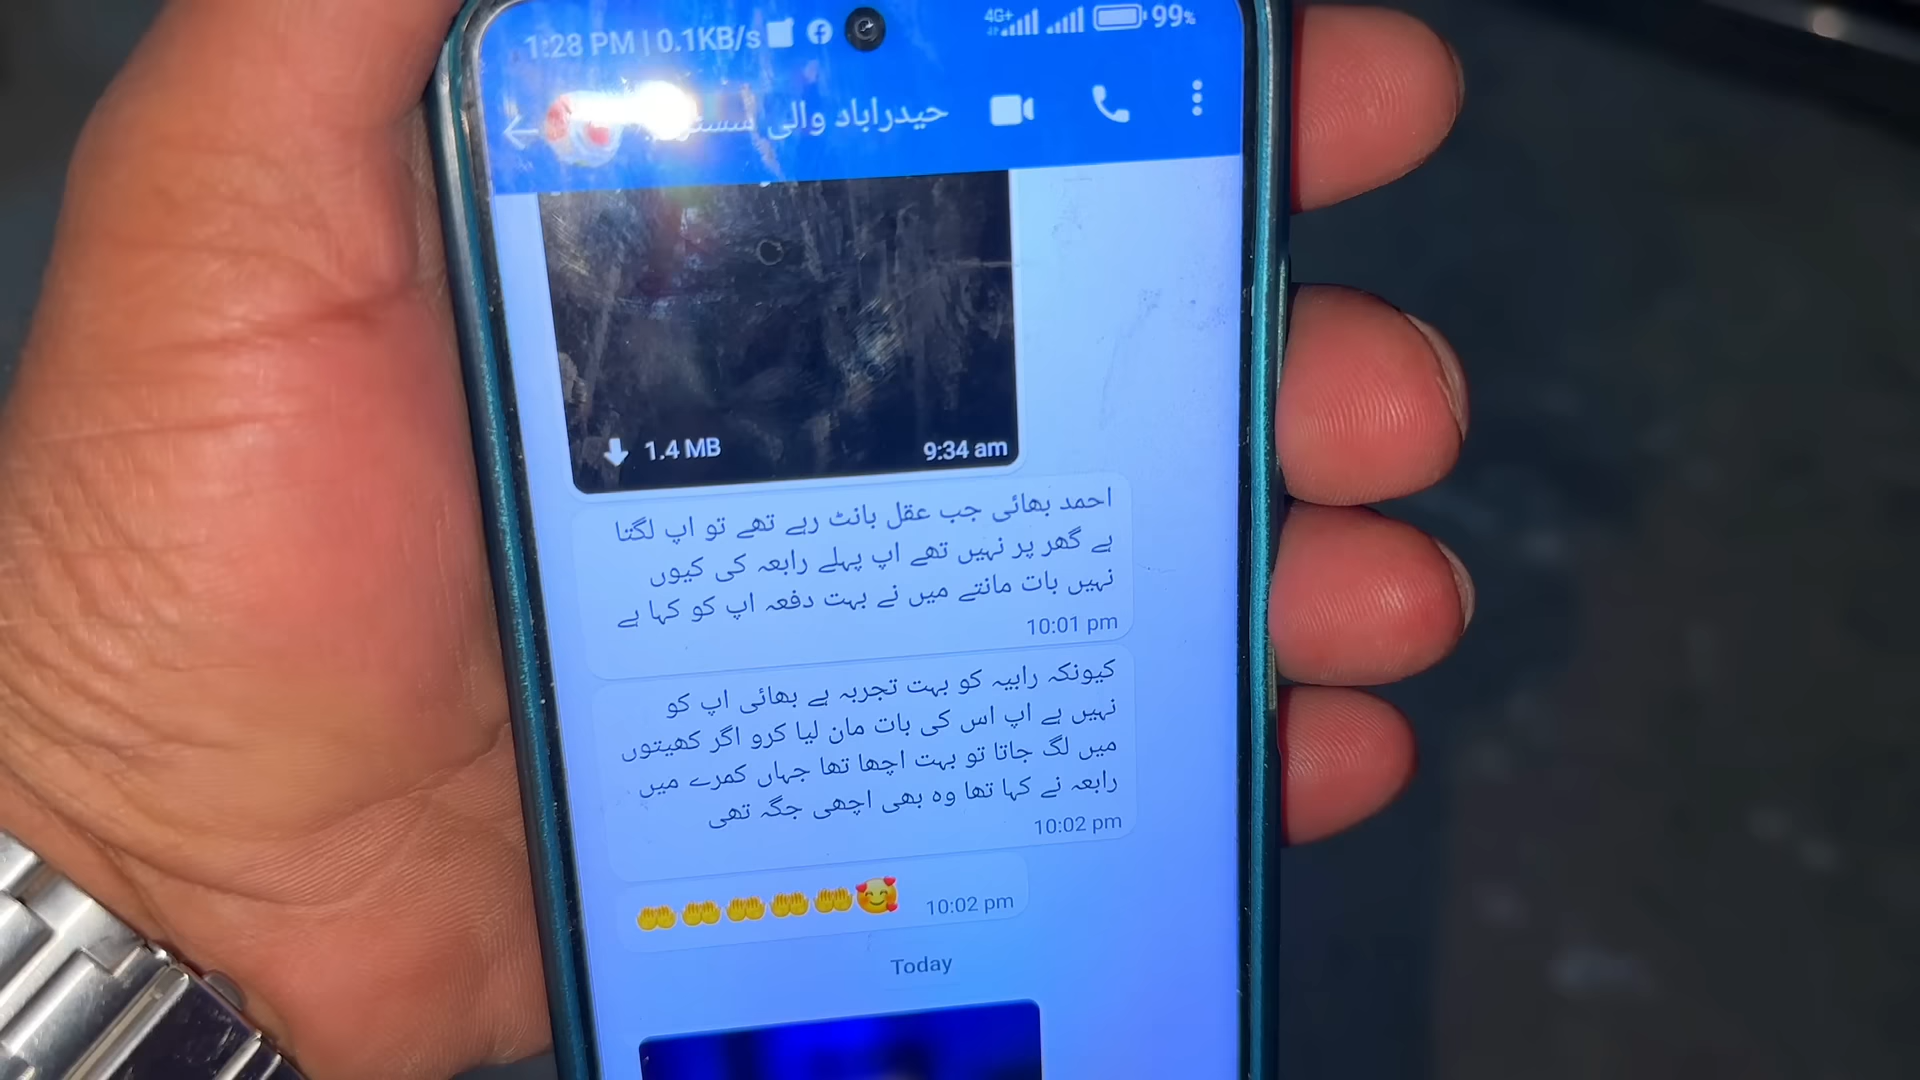 1:28 PM | 0.1KB/s 4G+ 99%
حیدراباد والی
1.4 MB 9:34 am
احمد بھائی جب عقل بانٹ رہے تھے تو اپ لگتا
ہے گھر پر نہیں تھے اپ پہلے رابعہ کی کیوں
نہیں بات مانتے میں نے بہت دفعہ اپ کو کہا ہے
10:01 pm
کیونکہ رابیہ کو بہت تجربہ ہے بھائی اپ کو
نہیں ہے اپ اس کی بات مان لیا کرو اگر کھیتوں
میں لگ جاتا تو بہت اچھا تھا جہاں کمرے میں
رابعہ نے کہا تھا وہ بھی اچھی جگہ تھی
10:02 pm
🤲🤲🤲🤲🤲🥰 10:02 pm
Today